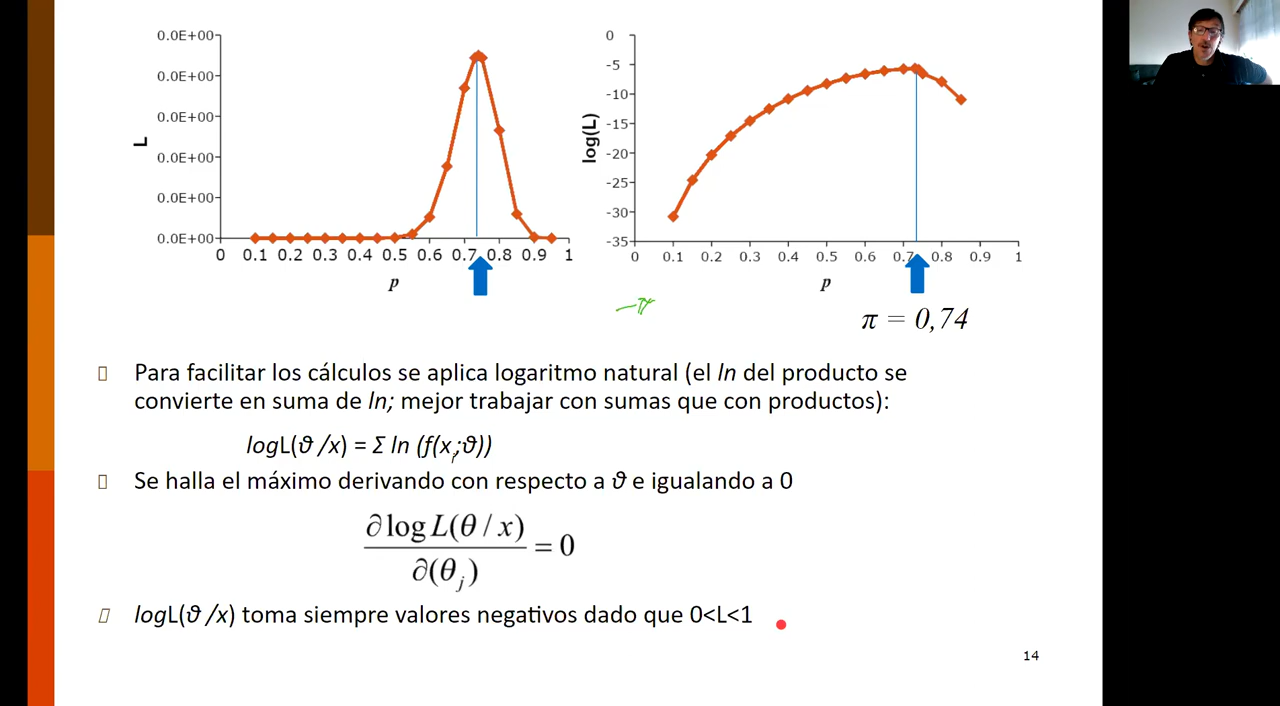 0.0E+00
0.0E+00
0.0E+00
0.0E+00
0.0E+00
0.0E+00
L
0 0.1 0.2 0.3 0.4 0.5 0.6 0.7 0.8 0.9 1
p
0
-5
-10
-15
-20
-25
-30
-35
log(L)
0 0.1 0.2 0.3 0.4 0.5 0.6 0.7 0.8 0.9 1
p
π = 0,74
Para facilitar los cálculos se aplica logaritmo natural (el ln del producto se
convierte en suma de ln; mejor trabajar con sumas que con productos):
logL(ϑ /x) = Σ ln (f(xᵢ;ϑ))
Se halla el máximo derivando con respecto a ϑ e igualando a 0
∂ log L(θ / x)
∂(θⱼ)
= 0
logL(ϑ /x) toma siempre valores negativos dado que 0<L<1
14